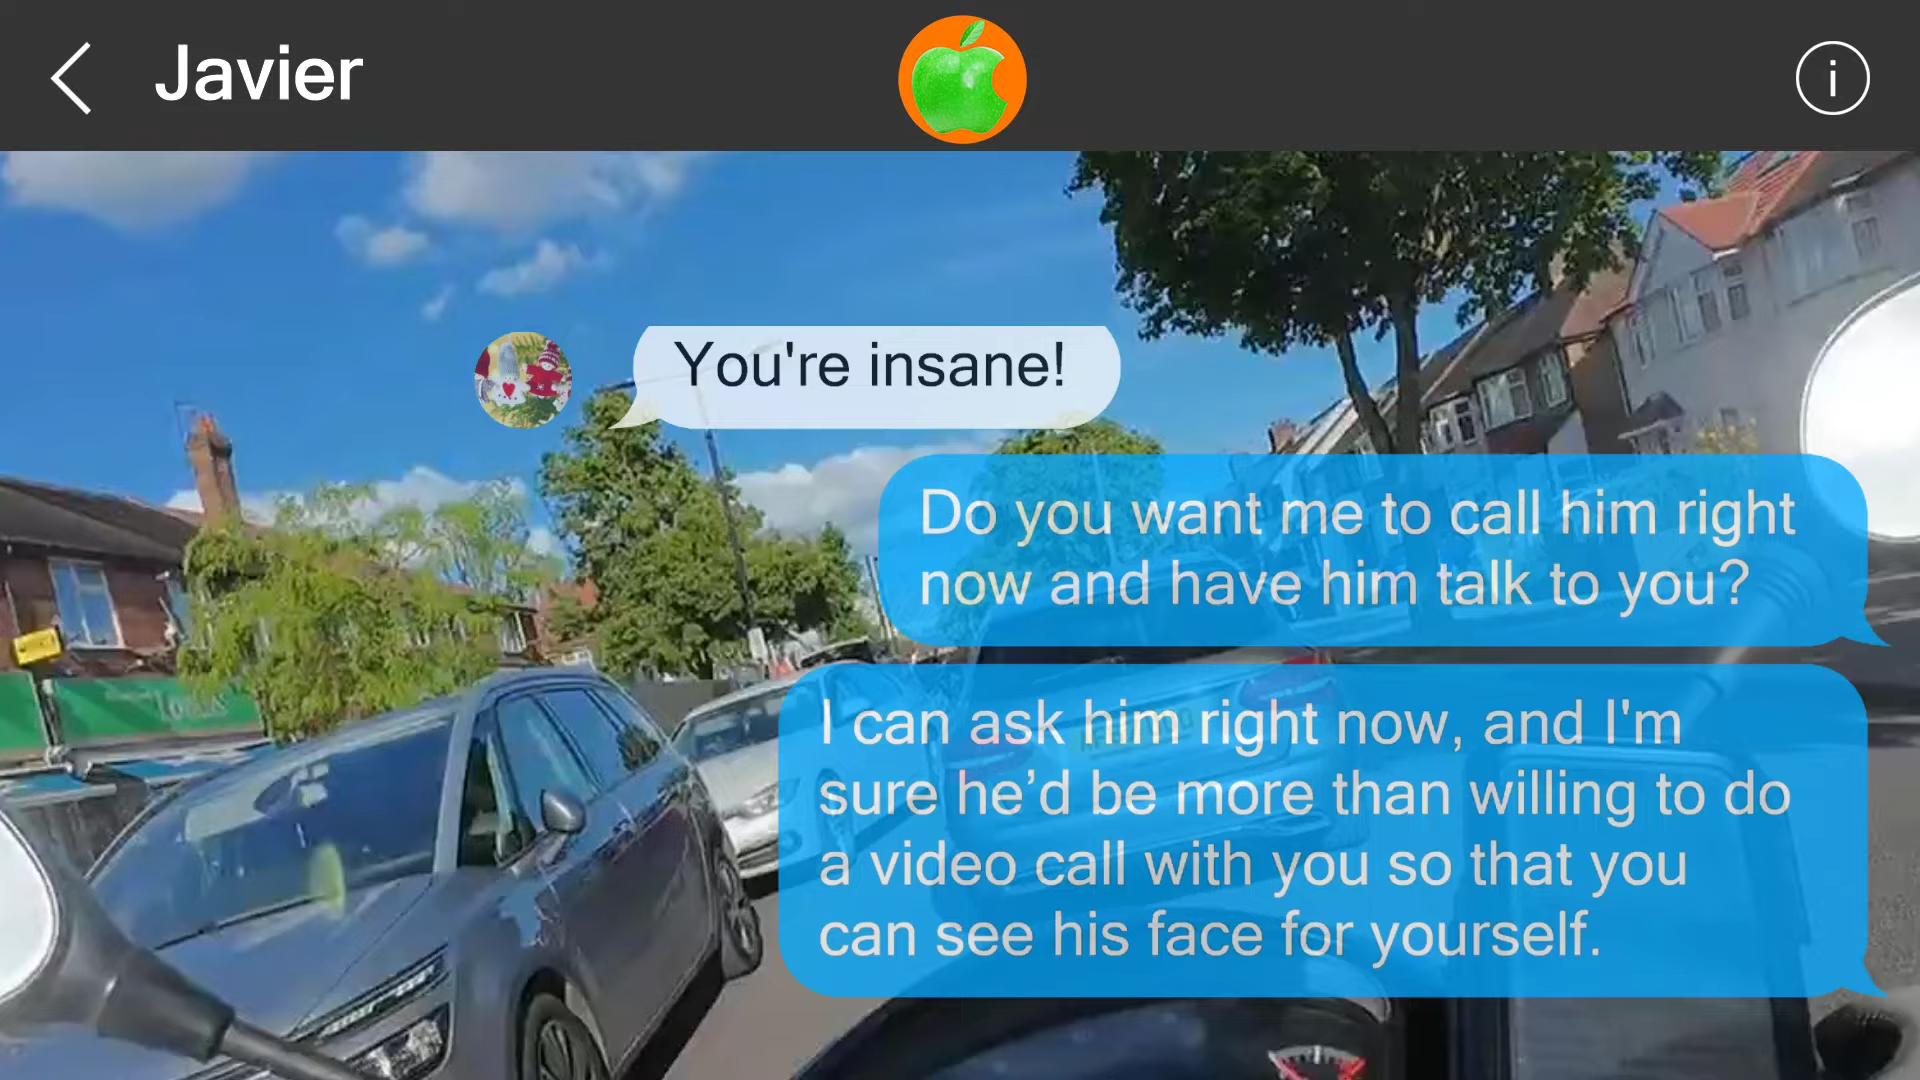 Javier
You're insane!
Do you want me to call him right
now and have him talk to you?
I can ask him right now, and I'm
sure he’d be more than willing to do
a video call with you so that you
can see his face for yourself.